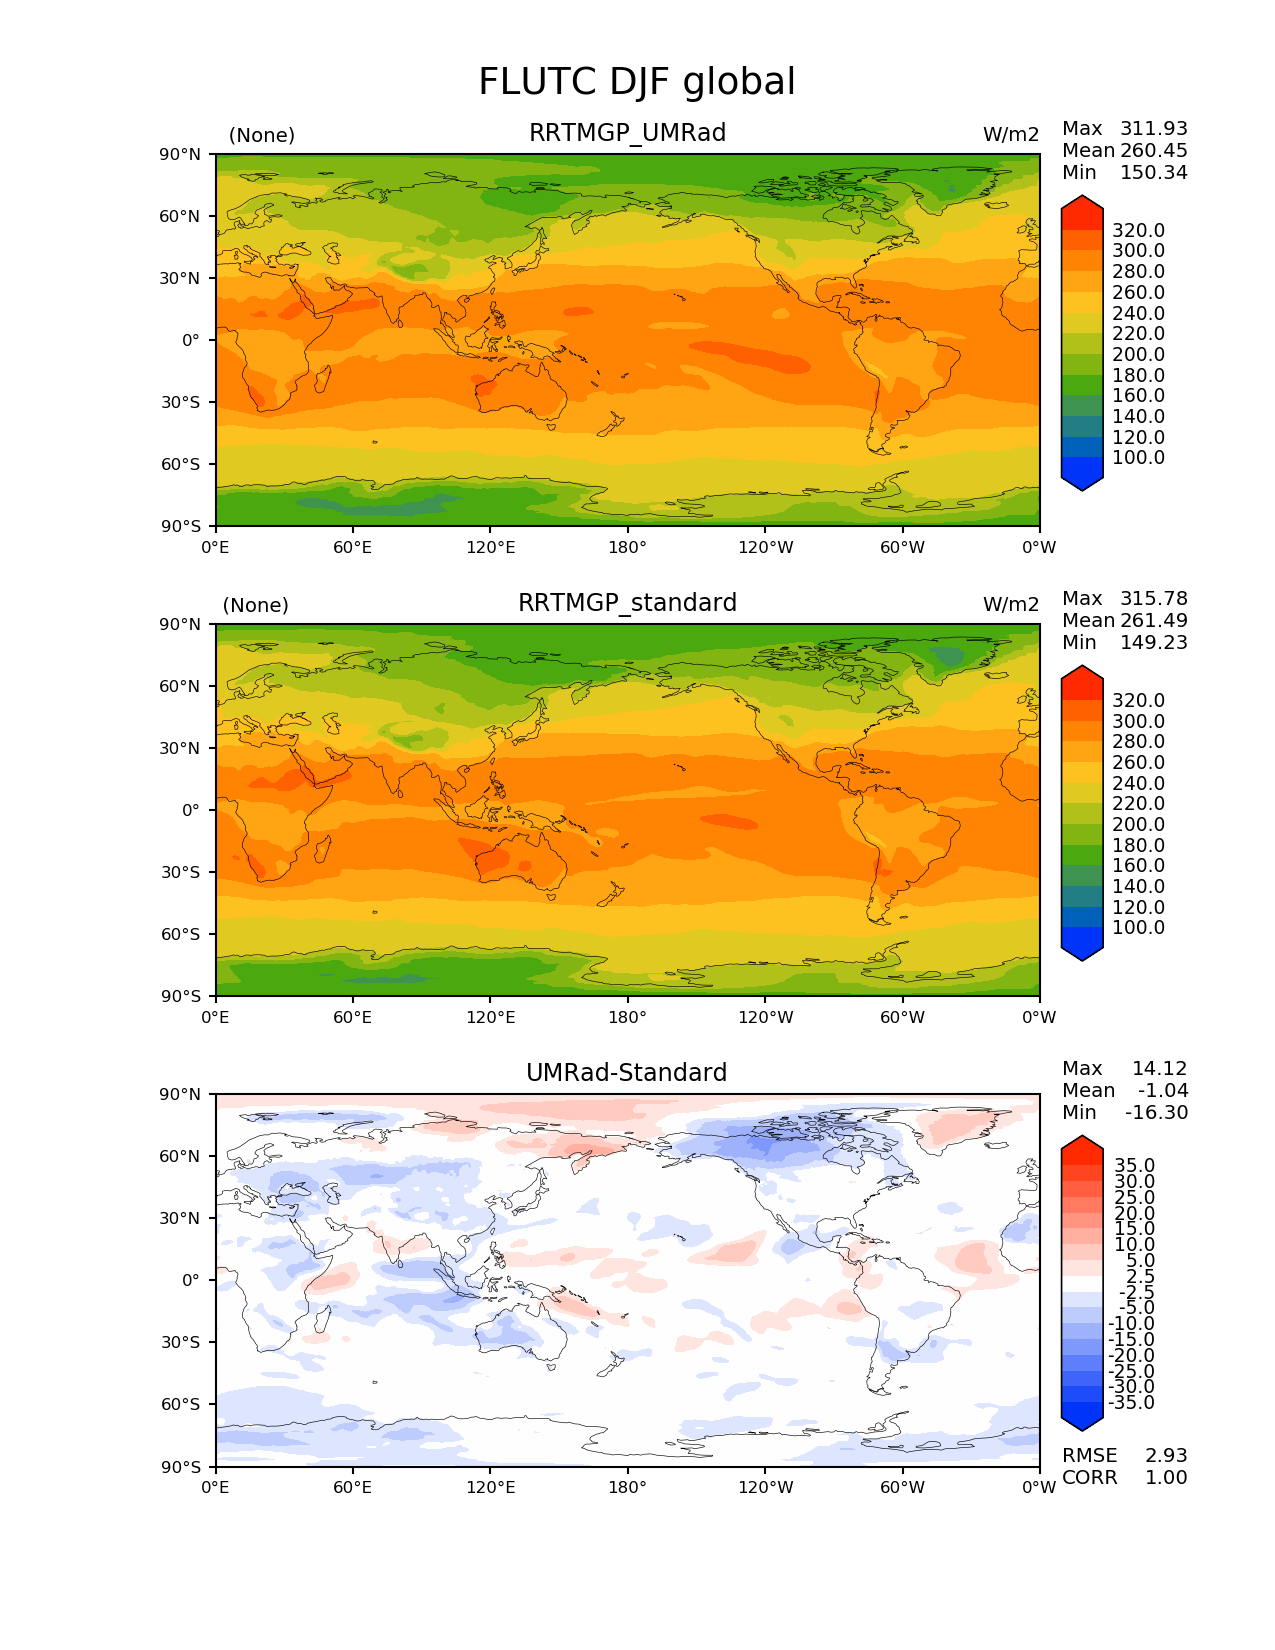 FLUTC DJF global
(None) RRTMGP_UMRad W/m2
Max 311.93
Mean 260.45
Min 150.34
90°N
60°N
30°N
0°
30°S
60°S
90°S
0°E 60°E 120°E 180° 120°W 60°W 0°W
320.0
300.0
280.0
260.0
240.0
220.0
200.0
180.0
160.0
140.0
120.0
100.0
(None) RRTMGP_standard W/m2
Max 315.78
Mean 261.49
Min 149.23
90°N
60°N
30°N
0°
30°S
60°S
90°S
0°E 60°E 120°E 180° 120°W 60°W 0°W
320.0
300.0
280.0
260.0
240.0
220.0
200.0
180.0
160.0
140.0
120.0
100.0
UMRad-Standard
Max 14.12
Mean -1.04
Min -16.30
90°N
60°N
30°N
0°
30°S
60°S
90°S
0°E 60°E 120°E 180° 120°W 60°W 0°W
35.0
30.0
25.0
20.0
15.0
10.0
5.0
2.5
-2.5
-5.0
-10.0
-15.0
-20.0
-25.0
-30.0
-35.0
RMSE 2.93
CORR 1.00